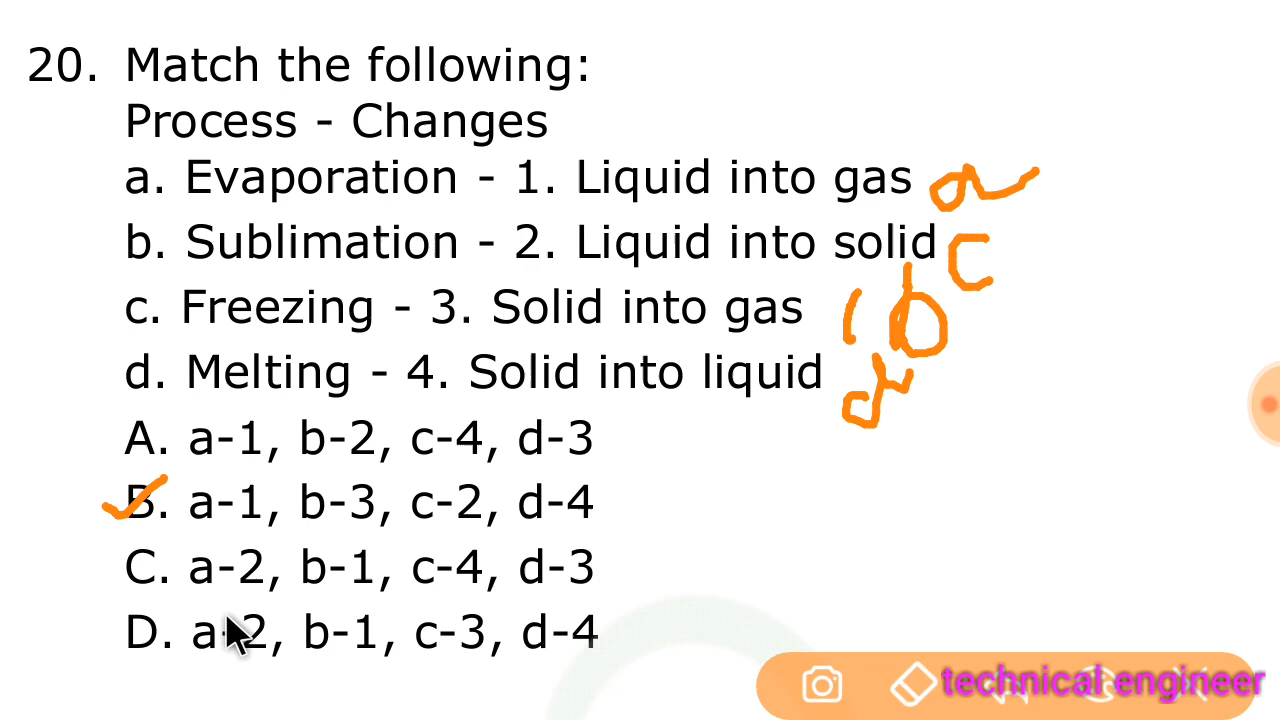 20. Match the following:
Process - Changes
a. Evaporation - 1. Liquid into gas a
b. Sublimation - 2. Liquid into solid c
c. Freezing - 3. Solid into gas b
d. Melting - 4. Solid into liquid d
A. a-1, b-2, c-4, d-3
B. a-1, b-3, c-2, d-4
C. a-2, b-1, c-4, d-3
D. a-2, b-1, c-3, d-4
technical engineer